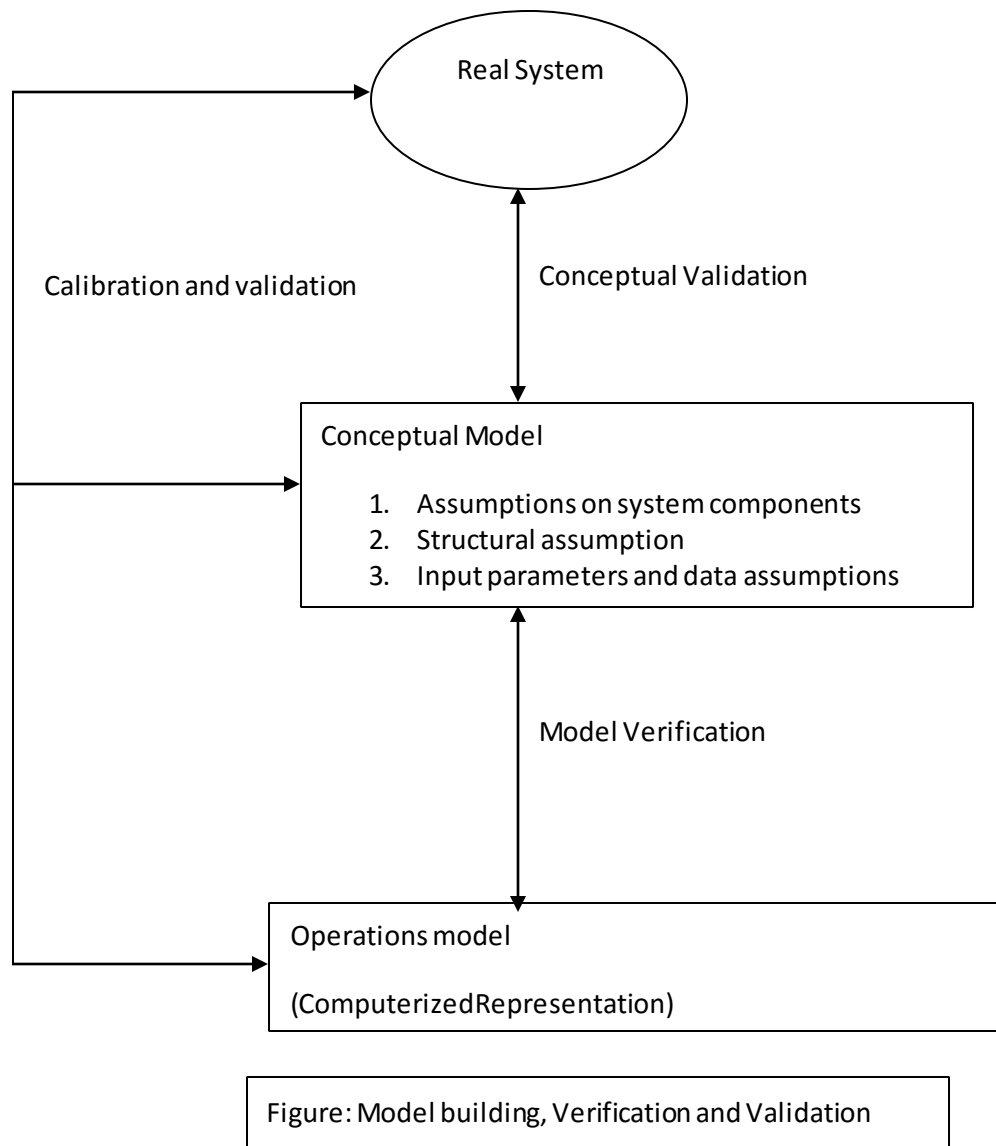 Real System
Calibration and validation
Conceptual Validation
Conceptual Model
1. Assumptions on system components
2. Structural assumption
3. Input parameters and data assumptions
Model Verification
Operations model
(ComputerizedRepresentation)
Figure: Model building, Verification and Validation